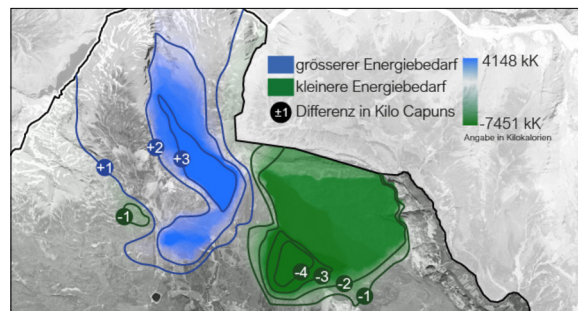 grösserer Energiebedarf
kleinere Energiebedarf
±1 Differenz in Kilo Capuns
4148 kK
-7451 kK
Angabe in Kilokalorien
+2
+3
+1
-1
-4
-3
-2
-1